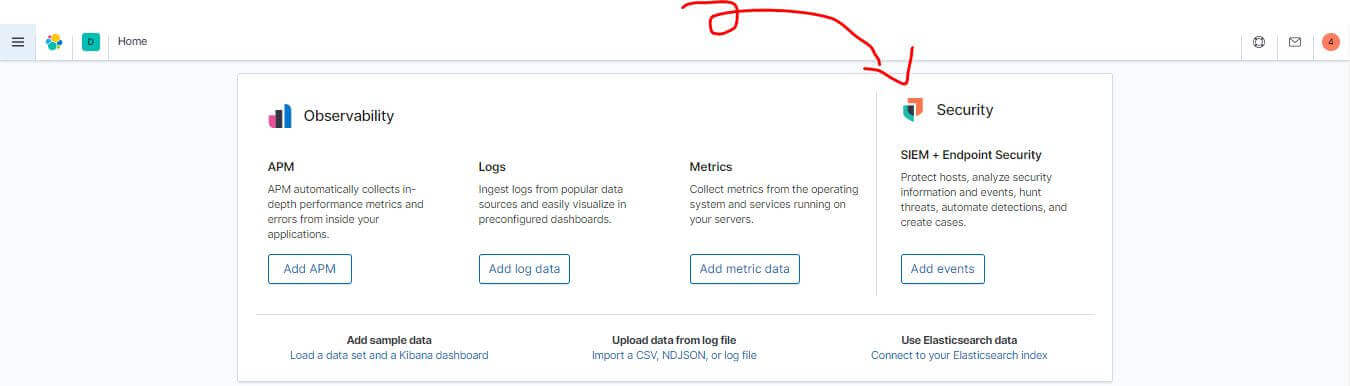 D
Home
4
Observability
Security
APM
APM automatically collects in-
depth performance metrics and
errors from inside your
applications.
Add APM
Logs
Ingest logs from popular data
sources and easily visualize in
preconfigured dashboards.
Add log data
Metrics
Collect metrics from the operating
system and services running on
your servers.
Add metric data
SIEM + Endpoint Security
Protect hosts, analyze security
information and events, hunt
threats, automate detections, and
create cases.
Add events
Add sample data
Load a data set and a Kibana dashboard
Upload data from log file
Import a CSV, NDJSON, or log file
Use Elasticsearch data
Connect to your Elasticsearch index